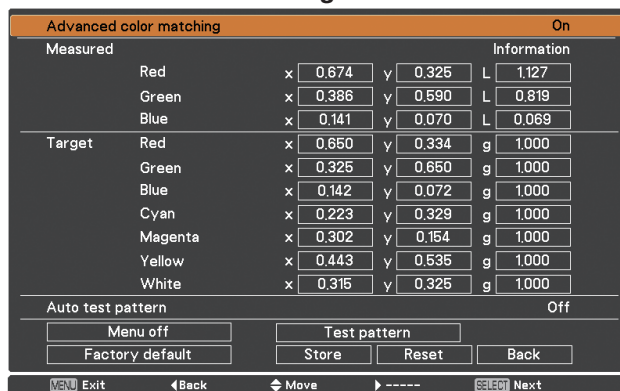 Advanced color matching On
Measured Information
Red x 0.674 y 0.325 L 1.127
Green x 0.386 y 0.590 L 0.819
Blue x 0.141 y 0.070 L 0.069
Target Red x 0.650 y 0.334 g 1.000
Green x 0.325 y 0.650 g 1.000
Blue x 0.142 y 0.072 g 1.000
Cyan x 0.223 y 0.329 g 1.000
Magenta x 0.302 y 0.154 g 1.000
Yellow x 0.443 y 0.535 g 1.000
White x 0.315 y 0.325 g 1.000
Auto test pattern Off
Menu off Test pattern
Factory default Store Reset Back
MENU Exit Back Move ----- SELECT Next